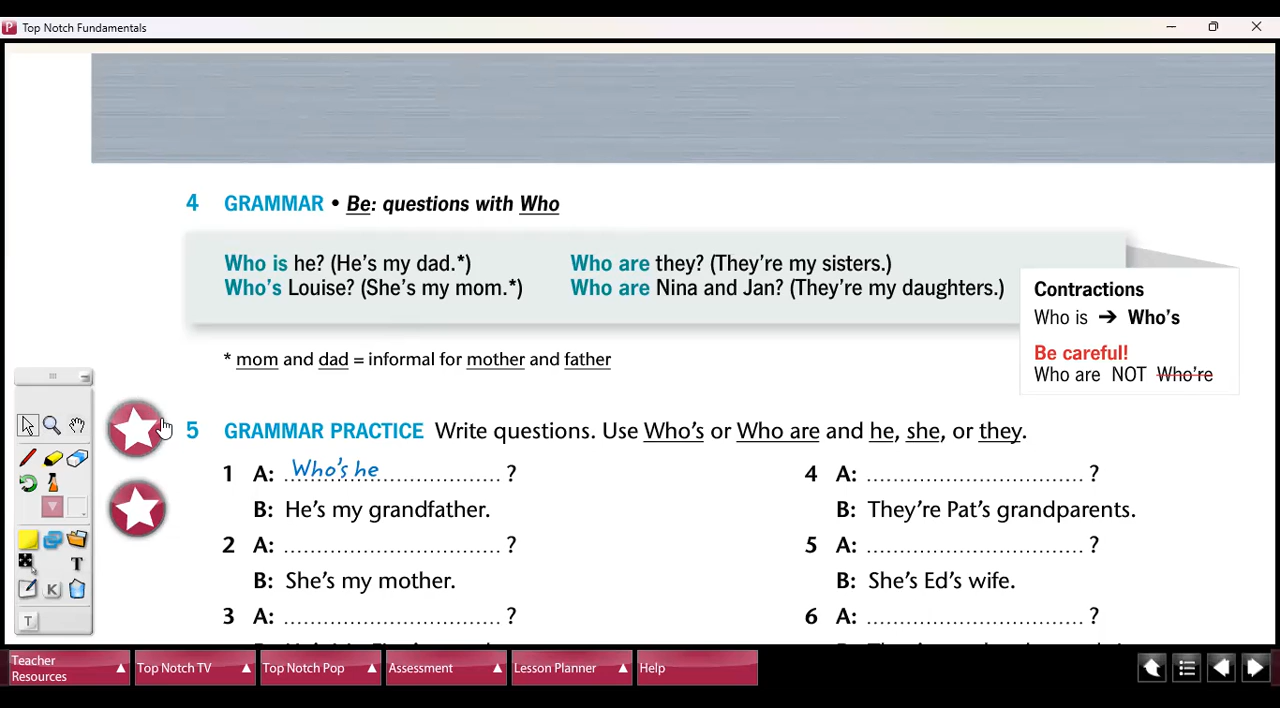 Top Notch Fundamentals
4 GRAMMAR • Be: questions with Who
Who is he? (He's my dad.*)
Who's Louise? (She's my mom.*)
Who are they? (They're my sisters.)
Who are Nina and Jan? (They're my daughters.)
Contractions
Who is ➔ Who's
Be careful!
Who are NOT Who're
* mom and dad = informal for mother and father
5 GRAMMAR PRACTICE Write questions. Use Who's or Who are and he, she, or they.
1 A: Who's he ?
B: He's my grandfather.
2 A: ................................. ?
B: She's my mother.
3 A: ................................. ?
4 A: ................................. ?
B: They're Pat's grandparents.
5 A: ................................. ?
B: She's Ed's wife.
6 A: ................................. ?
T
K
T
Teacher Resources
Top Notch TV
Top Notch Pop
Assessment
Lesson Planner
Help